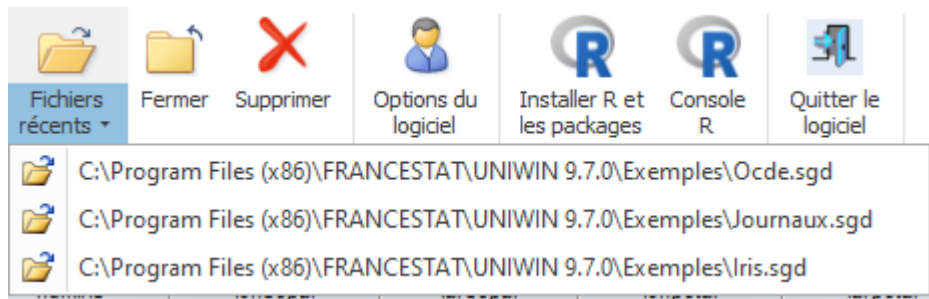 Fichiers récents
Fermer
Supprimer
Options du logiciel
Installer R et les packages
Console R
Quitter le logiciel
C:\Program Files (x86)\FRANCESTAT\UNIWIN 9.7.0\Exemples\Ocde.sgd
C:\Program Files (x86)\FRANCESTAT\UNIWIN 9.7.0\Exemples\Journaux.sgd
C:\Program Files (x86)\FRANCESTAT\UNIWIN 9.7.0\Exemples\Iris.sgd